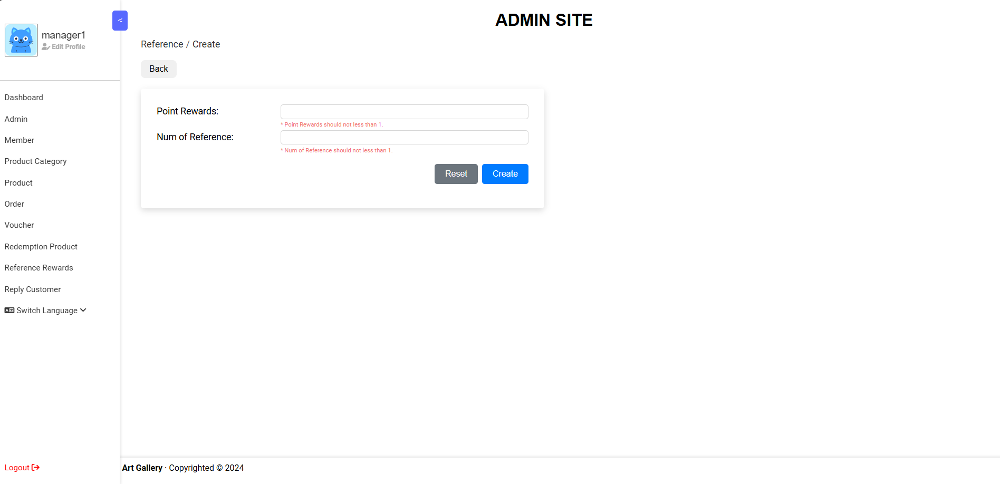 <
ADMIN SITE
manager1
Edit Profile
Reference / Create
Back
Dashboard
Admin
Member
Product Category
Product
Order
Voucher
Redemption Product
Reference Rewards
Reply Customer
Switch Language
Logout
Point Rewards:
* Point Rewards should not less than 1.
Num of Reference:
* Num of Reference should not less than 1.
Reset Create
Art Gallery · Copyrighted © 2024